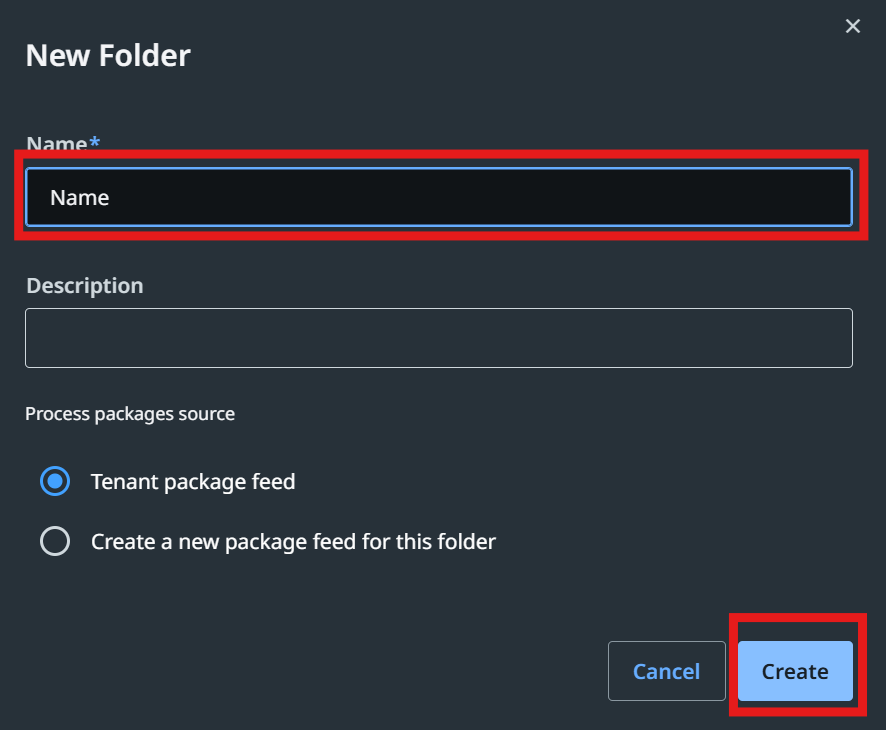 New Folder
Name*
Name
Description
Process packages source
Tenant package feed
Create a new package feed for this folder
Cancel
Create